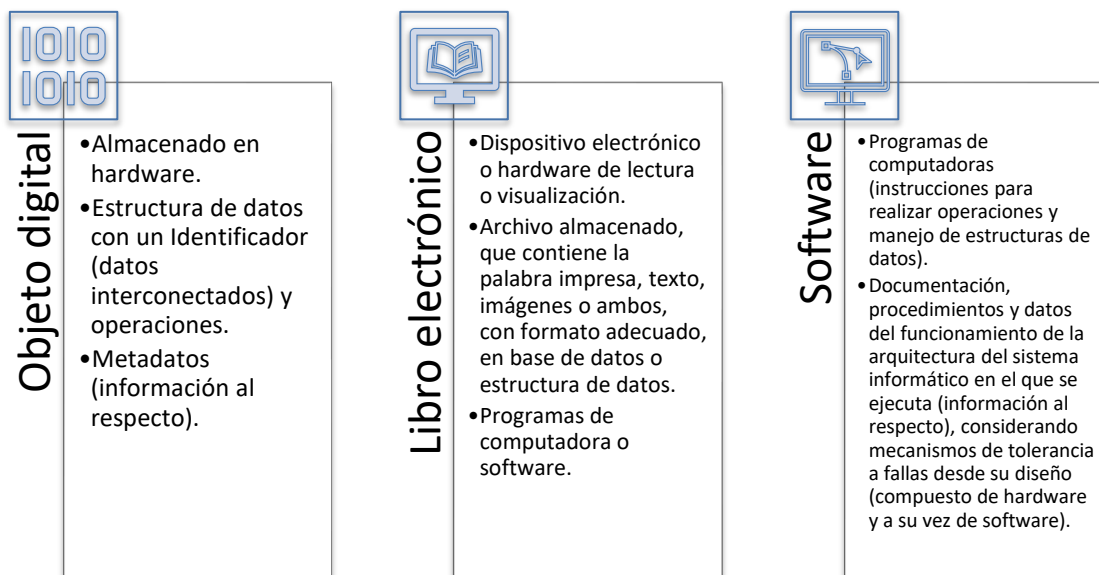 IOIO
IOIO
Objeto digital
•Almacenado en
hardware.
•Estructura de datos
con un Identificador
(datos
interconectados) y
operaciones.
•Metadatos
(información al
respecto).
Libro electrónico
•Dispositivo electrónico
o hardware de lectura
o visualización.
•Archivo almacenado,
que contiene la
palabra impresa, texto,
imágenes o ambos,
con formato adecuado,
en base de datos o
estructura de datos.
•Programas de
computadora o
software.
Software
•Programas de
computadoras
(instrucciones para
realizar operaciones y
manejo de estructuras de
datos).
•Documentación,
procedimientos y datos
del funcionamiento de la
arquitectura del sistema
informático en el que se
ejecuta (información al
respecto), considerando
mecanismos de tolerancia
a fallas desde su diseño
(compuesto de hardware
y a su vez de software).